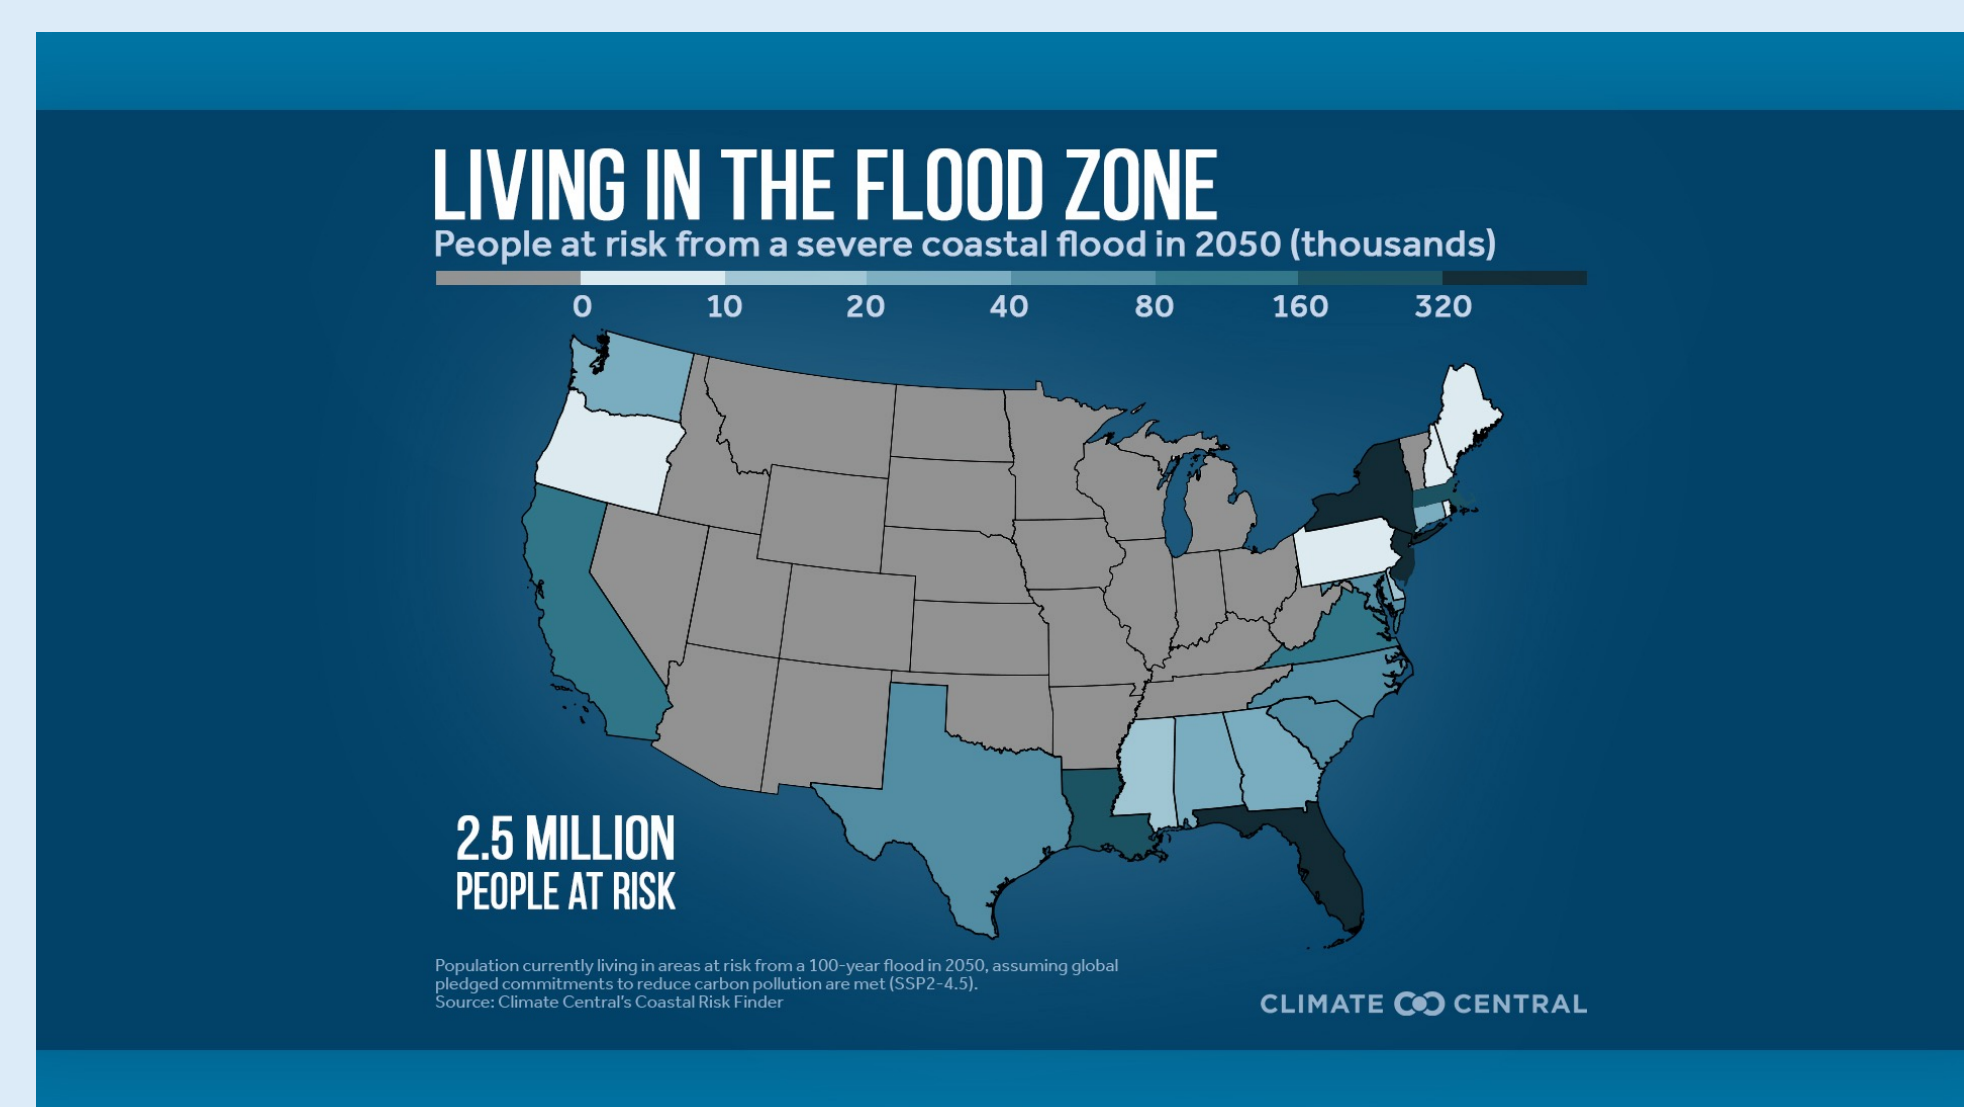 LIVING IN THE FLOOD ZONE
People at risk from a severe coastal flood in 2050 (thousands)
0 10 20 40 80 160 320
2.5 MILLION
PEOPLE AT RISK
Population currently living in areas at risk from a 100-year flood in 2050, assuming global
pledged commitments to reduce carbon pollution are met (SSP2-4.5).
Source: Climate Central's Coastal Risk Finder
CLIMATE CENTRAL